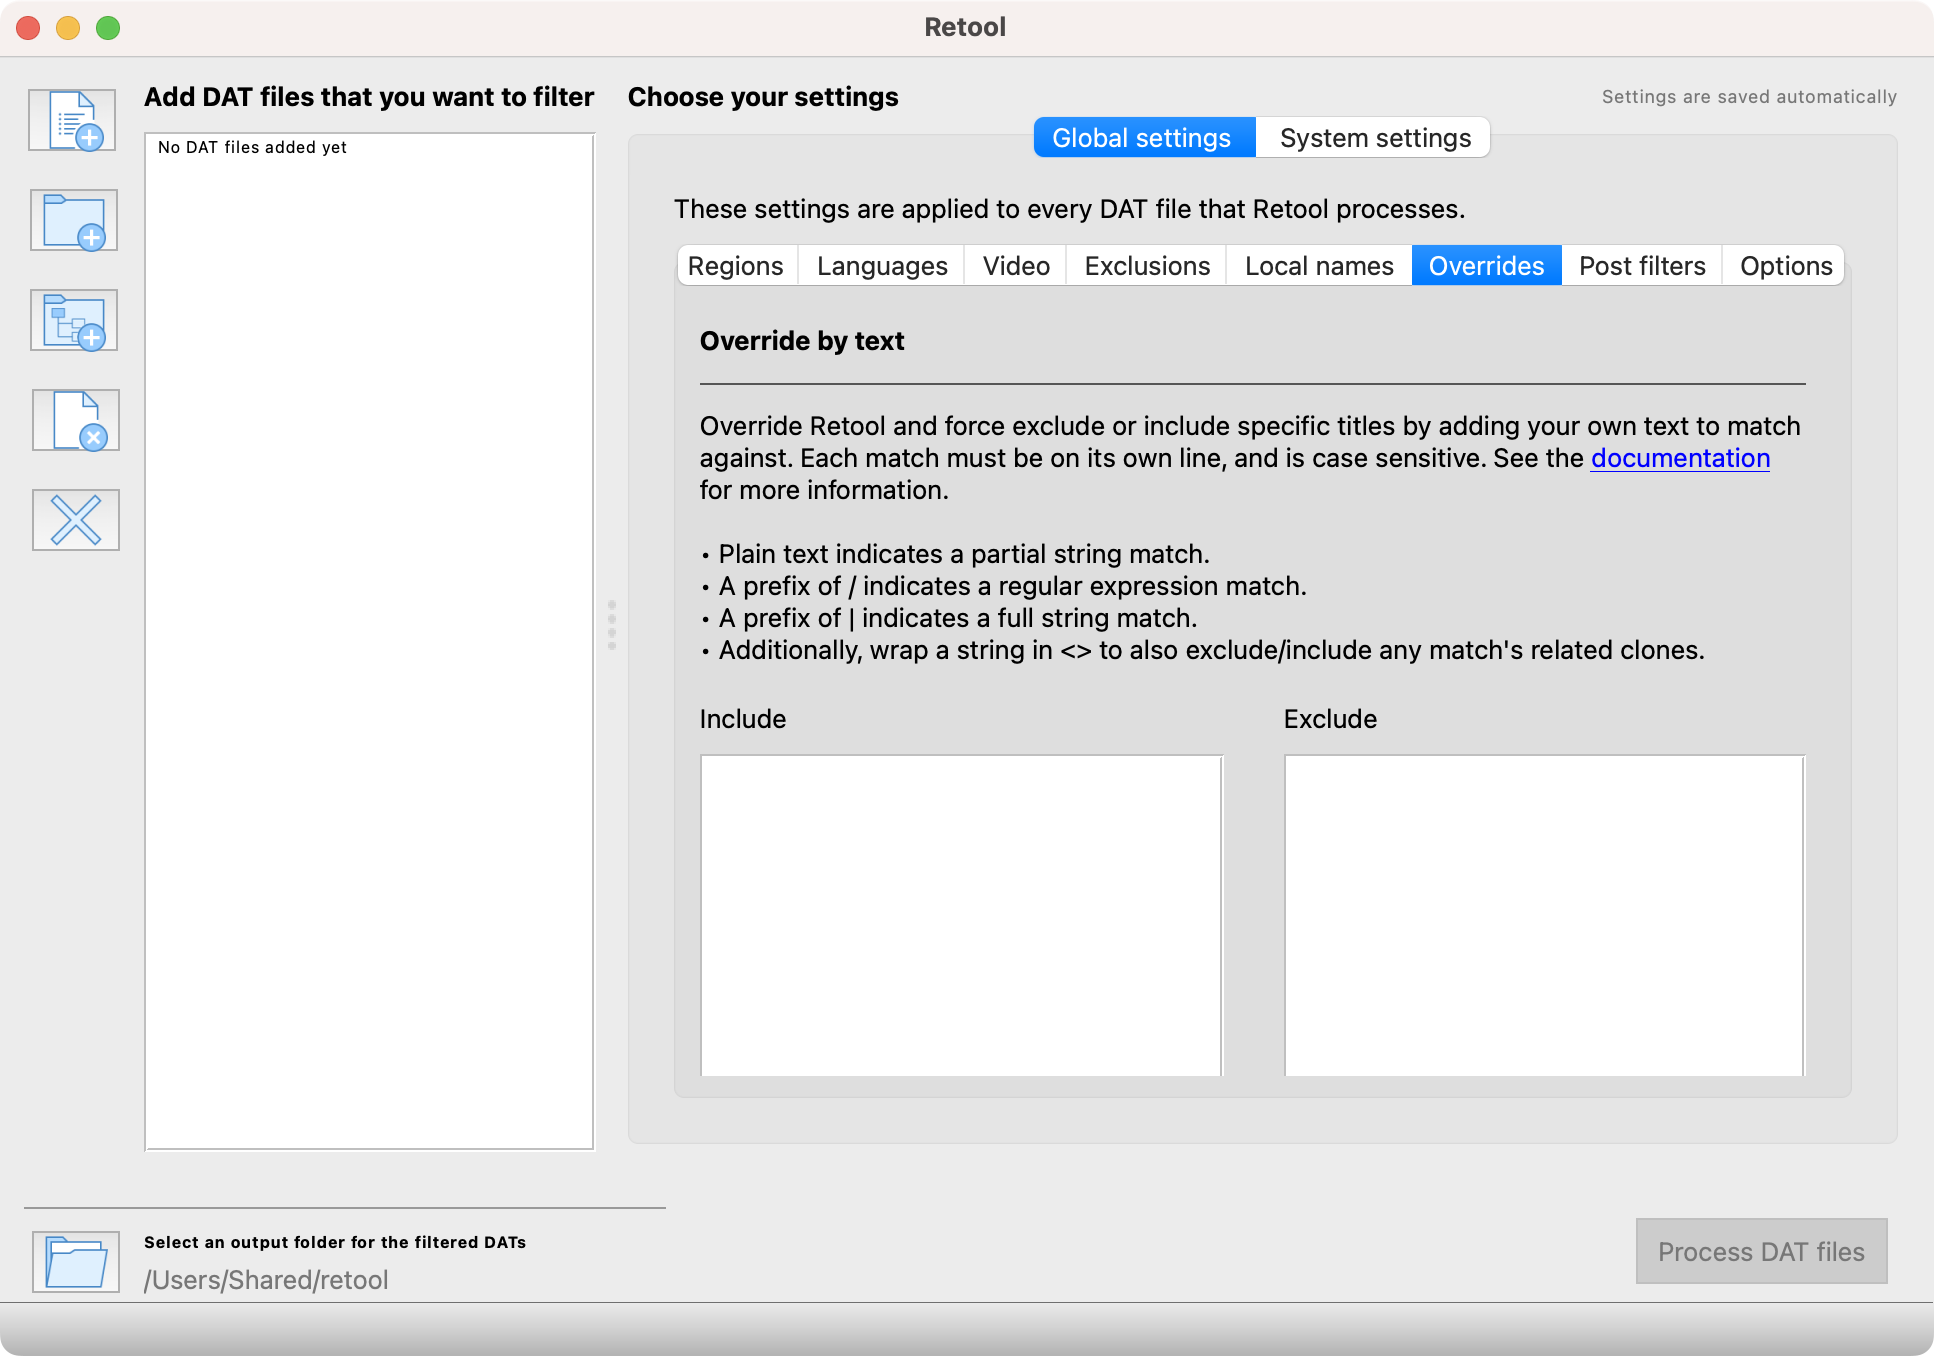 Retool
Add DAT files that you want to filter
No DAT files added yet
Choose your settings
Settings are saved automatically
Global settings
System settings
These settings are applied to every DAT file that Retool processes.
Regions
Languages
Video
Exclusions
Local names
Overrides
Post filters
Options
Override by text
Override Retool and force exclude or include specific titles by adding your own text to match
against. Each match must be on its own line, and is case sensitive. See the documentation
for more information.
• Plain text indicates a partial string match.
• A prefix of / indicates a regular expression match.
• A prefix of | indicates a full string match.
• Additionally, wrap a string in <> to also exclude/include any match's related clones.
Include
Exclude
Select an output folder for the filtered DATs
/Users/Shared/retool
Process DAT files